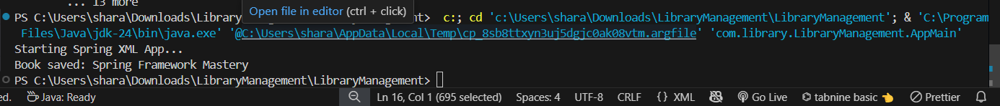 ... 13 more
Open file in editor (ctrl + click)
PS C:\Users\shara\Downloads\LibraryManagement\LibraryManagement> c:; cd 'c:\Users\shara\Downloads\LibraryManagement\LibraryManagement'; & 'C:\Program
Files\Java\jdk-24\bin\java.exe' '@C:\Users\shara\AppData\Local\Temp\cp_8sb8ttxyn3uj5dgjc0ak08vtm.argfile' 'com.library.LibraryManagement.AppMain'
Starting Spring XML App...
Book saved: Spring Framework Mastery
PS C:\Users\shara\Downloads\LibraryManagement\LibraryManagement>
ed. Java: Ready Ln 16, Col 1 (695 selected) Spaces: 4 UTF-8 CRLF {} XML Go Live tabnine basic 👈 Prettier